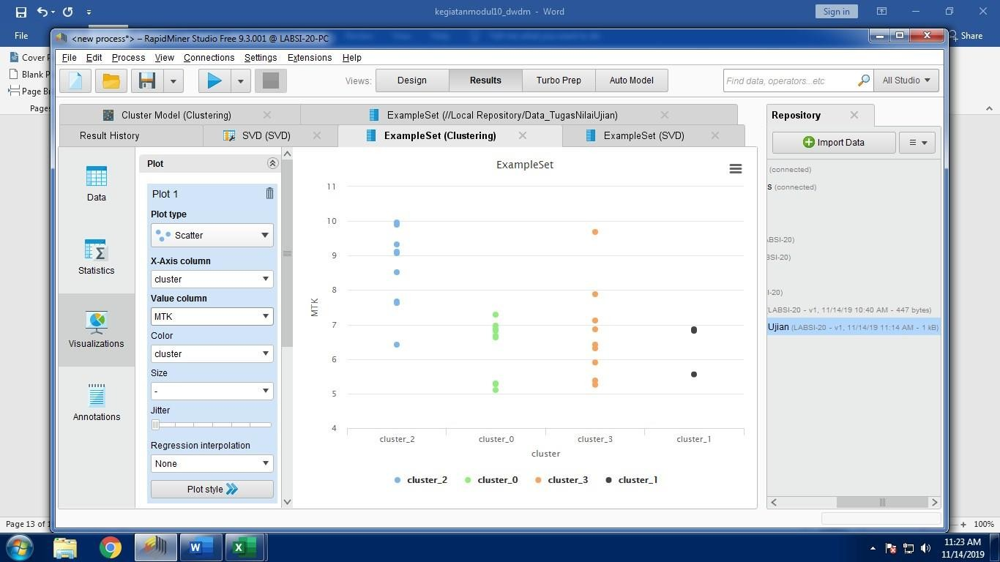 kegiatanmodul10_dwdm - Word
Sign in
File
Share
<new process*> – RapidMiner Studio Free 9.3.001 @ LABSI-20-PC
File Edit Process View Connections Settings Extensions Help
Cover P
Blank P
Page Br
Pages
Views:
Design
Results
Turbo Prep
Auto Model
Find data, operators...etc
All Studio
Cluster Model (Clustering)
ExampleSet (//Local Repository/Data_TugasNilaiUjian)
Result History
SVD (SVD)
ExampleSet (Clustering)
ExampleSet (SVD)
Repository
Import Data
(connected)
s (connected)
BSI-20)
I-20)
LABSI-20 - v1, 11/14/19 10:40 AM - 447 bytes)
Ujian (LABSI-20 - v1, 11/14/19 11:14 AM - 1 kB)
Data
Statistics
Visualizations
Annotations
Plot
Plot 1
Plot type
Scatter
X-Axis column
cluster
Value column
MTK
Color
cluster
Size
-
Jitter
Regression interpolation
None
Plot style
ExampleSet
11
10
9
8
7
6
5
4
MTK
cluster_2 cluster_0 cluster_3 cluster_1
cluster
cluster_2 cluster_0 cluster_3 cluster_1
Page 13 of 1
100%
11:23 AM
11/14/2019